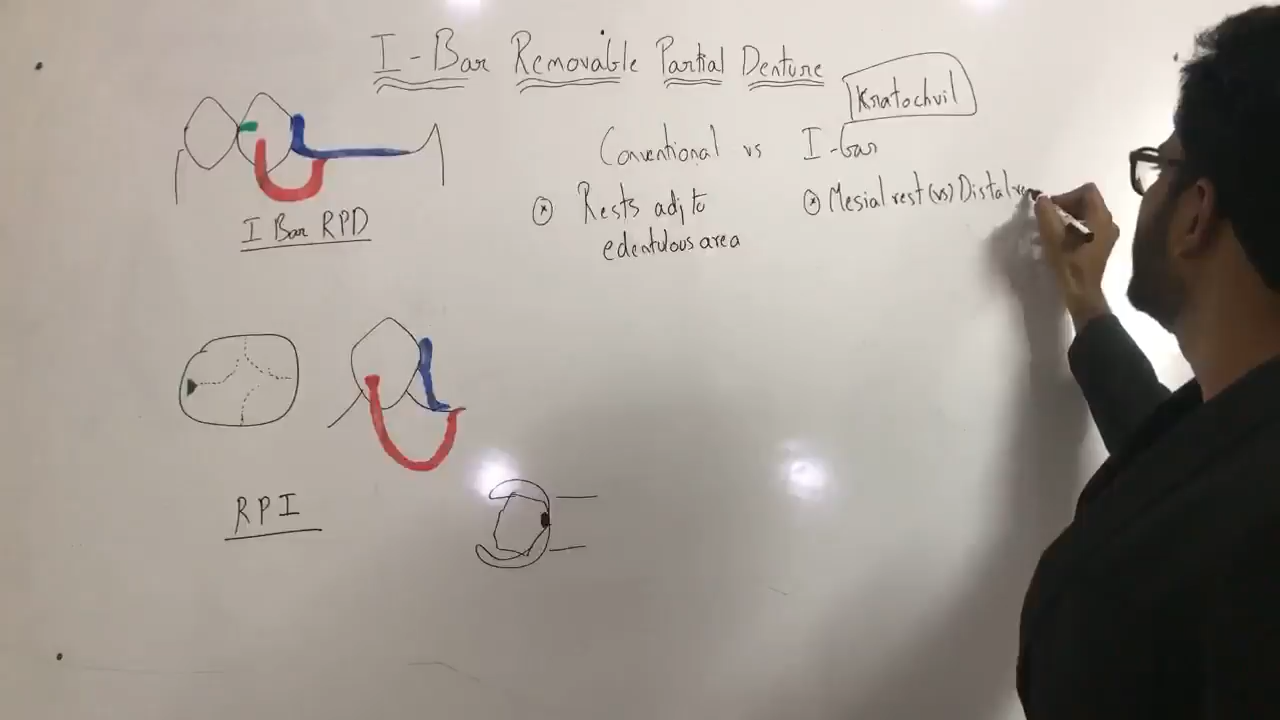 I-Bar Removable Partial Denture
Kratochvil
Conventional vs I-bar
Rests adj to
edentulous area
Mesial rest (vs) Distal
I Bar RPD
RPI